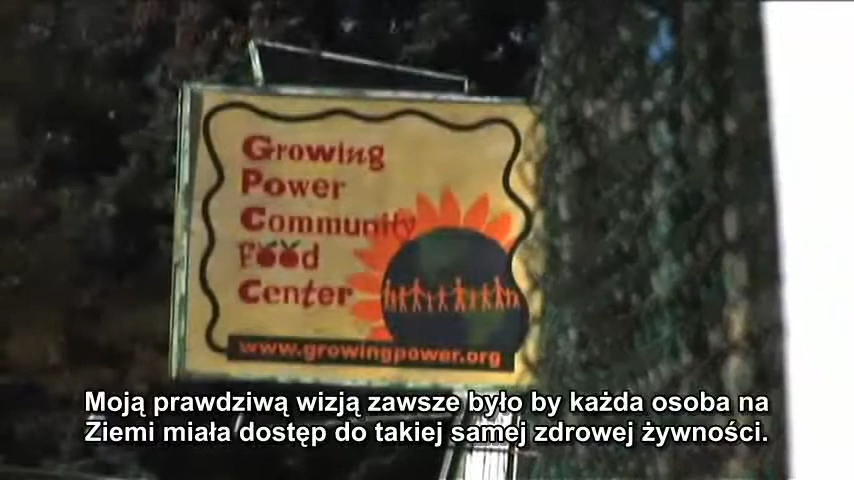 Growing
Power
Community
Food
Center
www.growingpower.org
Moją prawdziwą wizją zawsze było by każda osoba na
Ziemi miała dostęp do takiej samej zdrowej żywności.